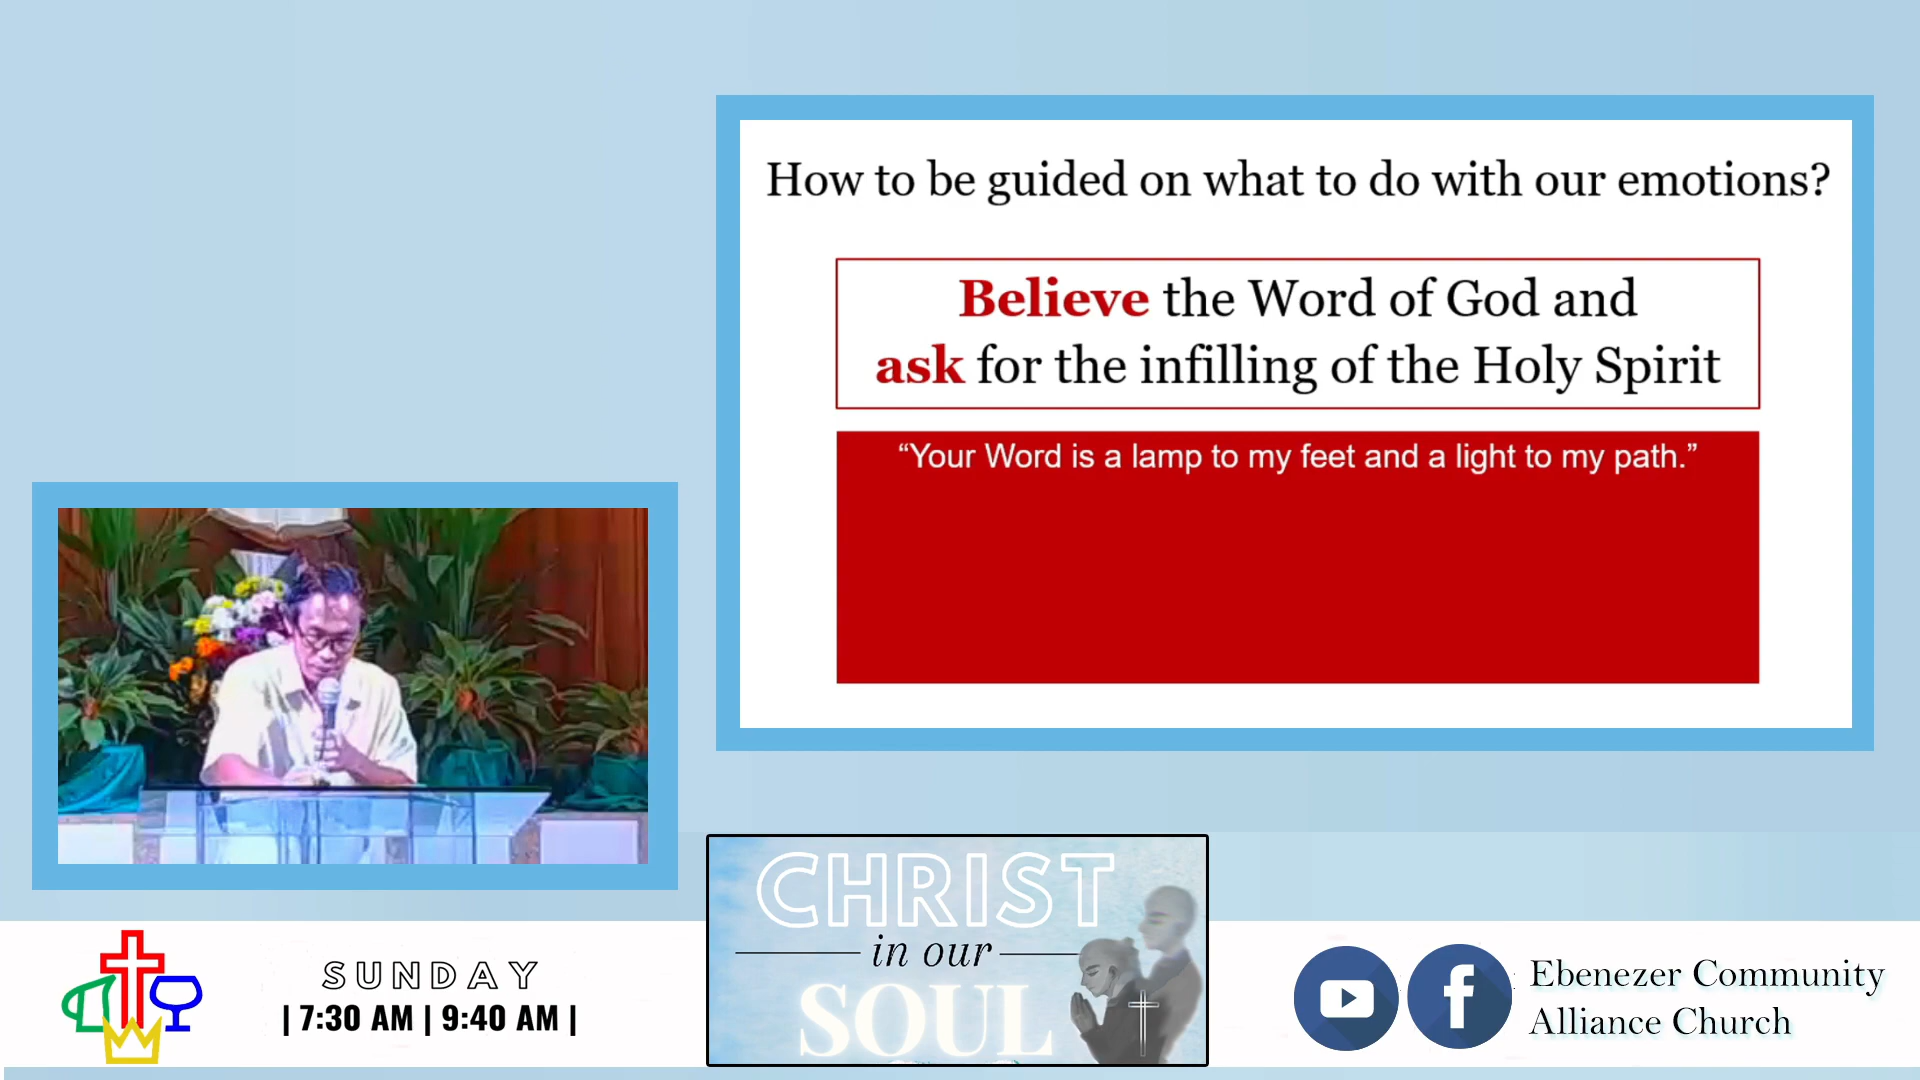 How to be guided on what to do with our emotions?
Believe the Word of God and
ask for the infilling of the Holy Spirit
“Your Word is a lamp to my feet and a light to my path.”
SUNDAY
| 7:30 AM | 9:40 AM |
CHRIST
in our
SOUL
Ebenezer Community
Alliance Church